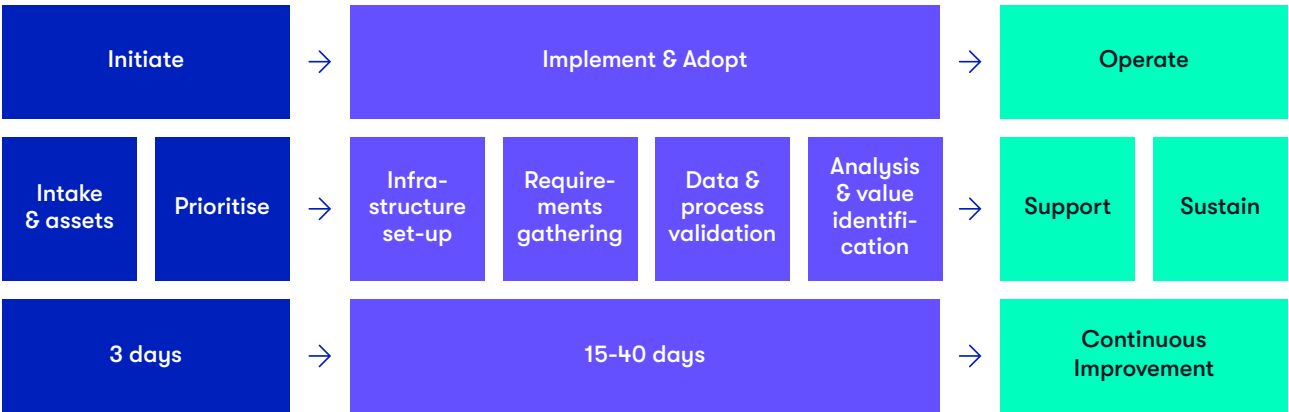 Initiate
Implement & Adopt
Operate
Intake
& assets
Prioritise
Infra-
structure
set-up
Require-
ments
gathering
Data &
process
validation
Analysis
& value
identifi-
cation
Support
Sustain
3 days
15-40 days
Continuous
Improvement